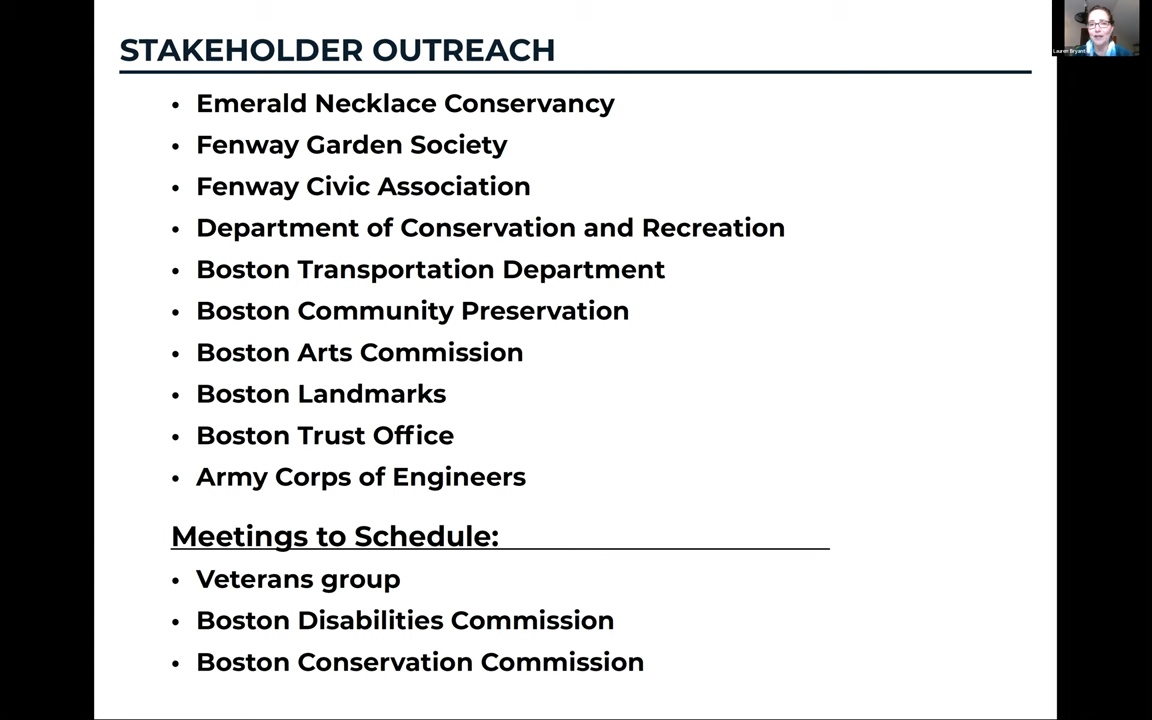 STAKEHOLDER OUTREACH
• Emerald Necklace Conservancy
• Fenway Garden Society
• Fenway Civic Association
• Department of Conservation and Recreation
• Boston Transportation Department
• Boston Community Preservation
• Boston Arts Commission
• Boston Landmarks
• Boston Trust Office
• Army Corps of Engineers
Meetings to Schedule:
• Veterans group
• Boston Disabilities Commission
• Boston Conservation Commission
Lauren Bryant